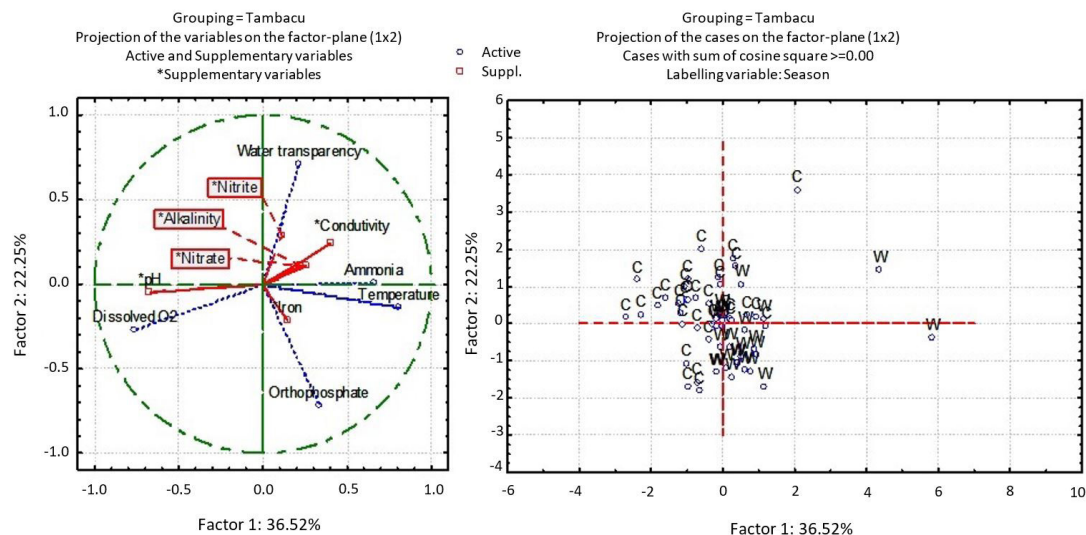 Grouping = Tambacu
Projection of the variables on the factor-plane (1x2)
Active and Supplementary variables
*Supplementary variables
Active
Suppl.
Grouping = Tambacu
Projection of the cases on the factor-plane (1x2)
Cases with sum of cosine square >=0.00
Labelling variable: Season
1.0
0.5
0.0
-0.5
-1.0
Factor 2: 22.25%
Water transparency
*Nitrite
*Alkalinity
*Condutivity
*Nitrate
*pH
Ammonia
Temperature
Iron
Dissolved O2
Orthophosphate
-1.0 -0.5 0.0 0.5 1.0
Factor 1: 36.52%
6
5
4
3
2
1
0
-1
-2
-3
-4
Factor 2: 22.25%
C
W
W
-6 -4 -2 0 2 4 6 8 10
Factor 1: 36.52%